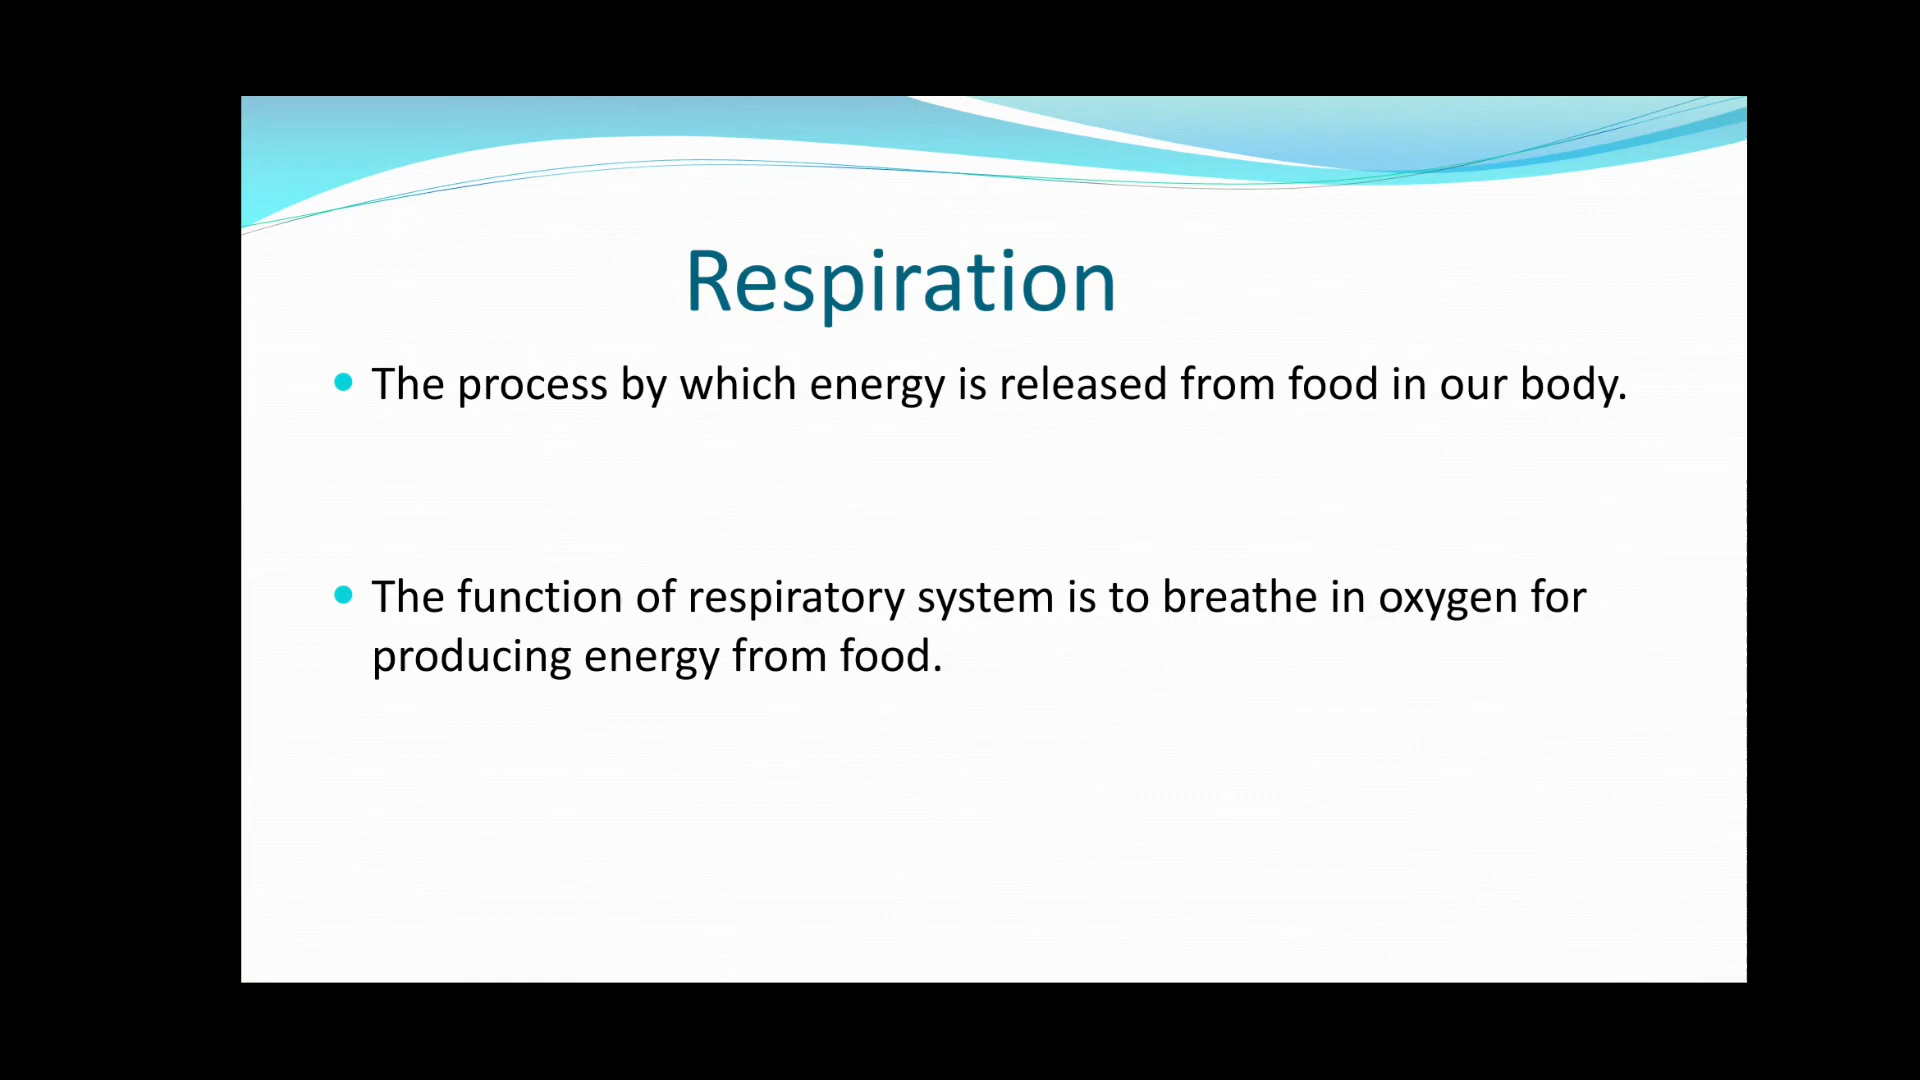 Respiration
The process by which energy is released from food in our body.
The function of respiratory system is to breathe in oxygen for
producing energy from food.